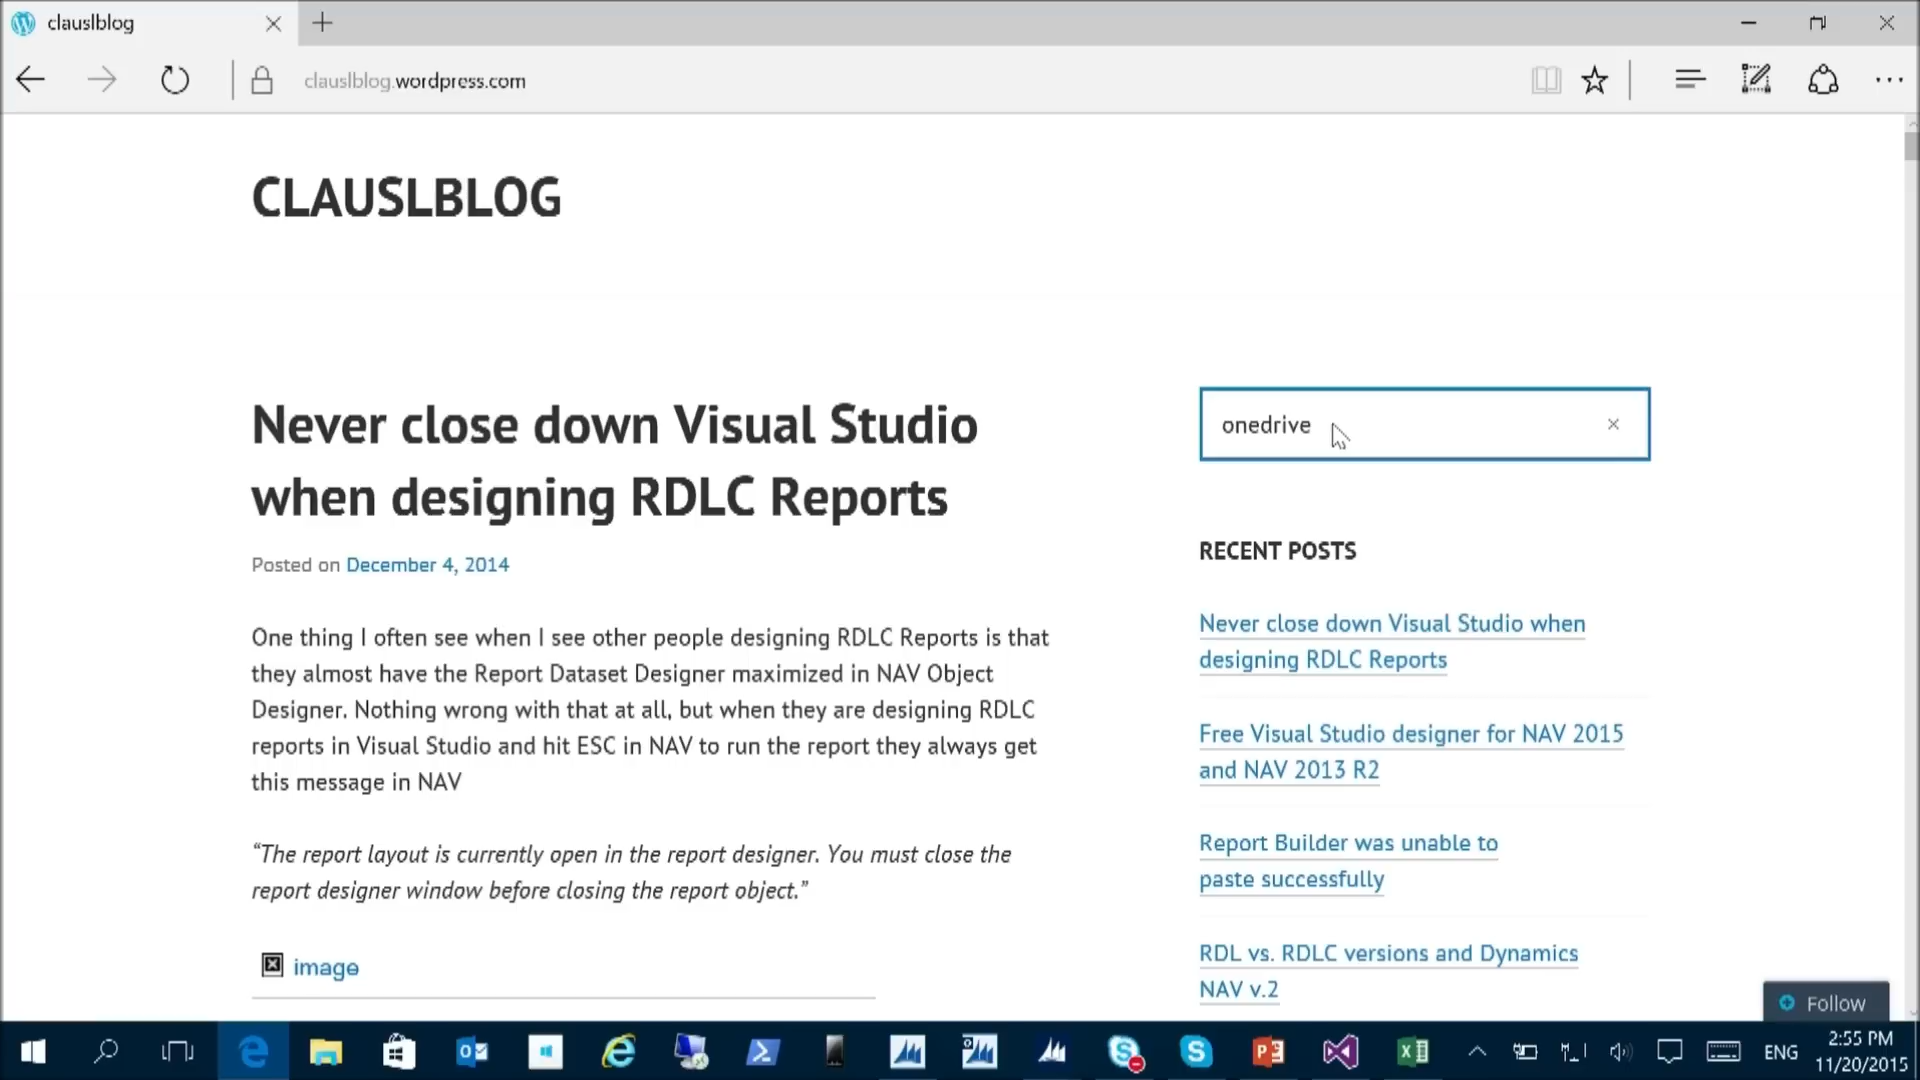 clauslblog
clauslblog.wordpress.com
CLAUSLBLOG
Never close down Visual Studio
when designing RDLC Reports
Posted on December 4, 2014
One thing I often see when I see other people designing RDLC Reports is that
they almost have the Report Dataset Designer maximized in NAV Object
Designer. Nothing wrong with that at all, but when they are designing RDLC
reports in Visual Studio and hit ESC in NAV to run the report they always get
this message in NAV
“The report layout is currently open in the report designer. You must close the
report designer window before closing the report object.”
image
onedrive
RECENT POSTS
Never close down Visual Studio when
designing RDLC Reports
Free Visual Studio designer for NAV 2015
and NAV 2013 R2
Report Builder was unable to
paste successfully
RDL vs. RDLC versions and Dynamics
NAV v.2
Follow
ENG
2:55 PM
11/20/2015